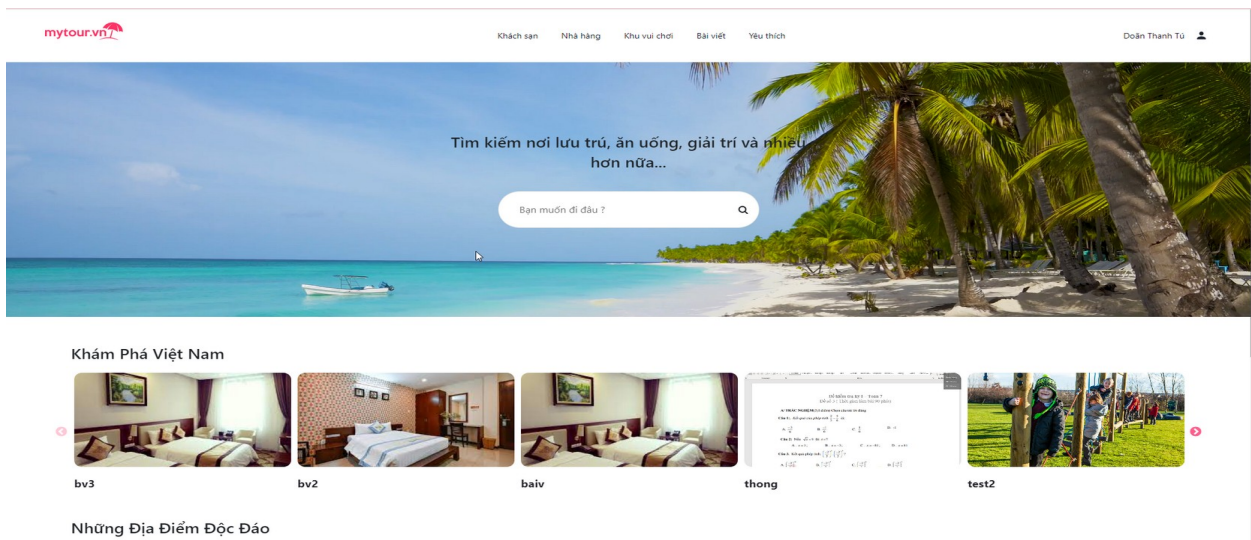 mytour.vn
Khách sạn Nhà hàng Khu vui chơi Bài viết Yêu thích
Doãn Thanh Tú
Tìm kiếm nơi lưu trú, ăn uống, giải trí và nhiều
hơn nữa...
Bạn muốn đi đâu ?
Khám Phá Việt Nam
bv3 bv2 baiv thong test2
Những Địa Điểm Độc Đáo